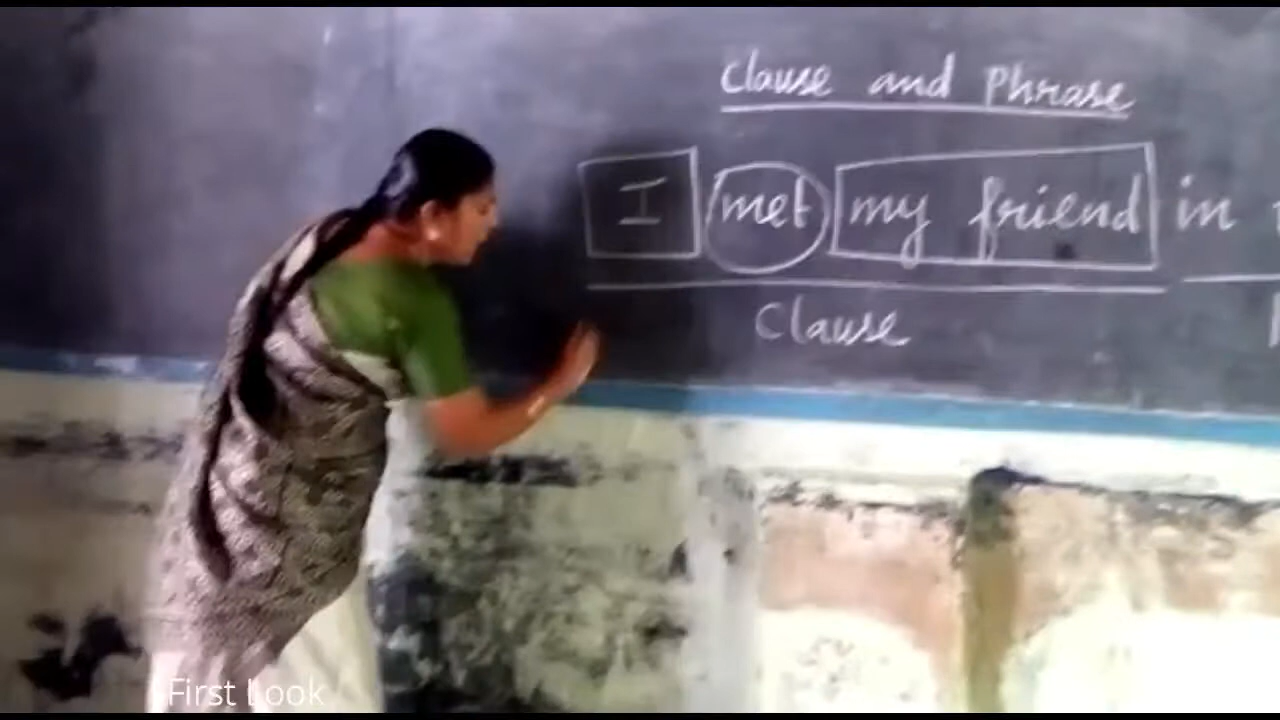 Clause and Phrase
I met my friend in
Clause
First Look